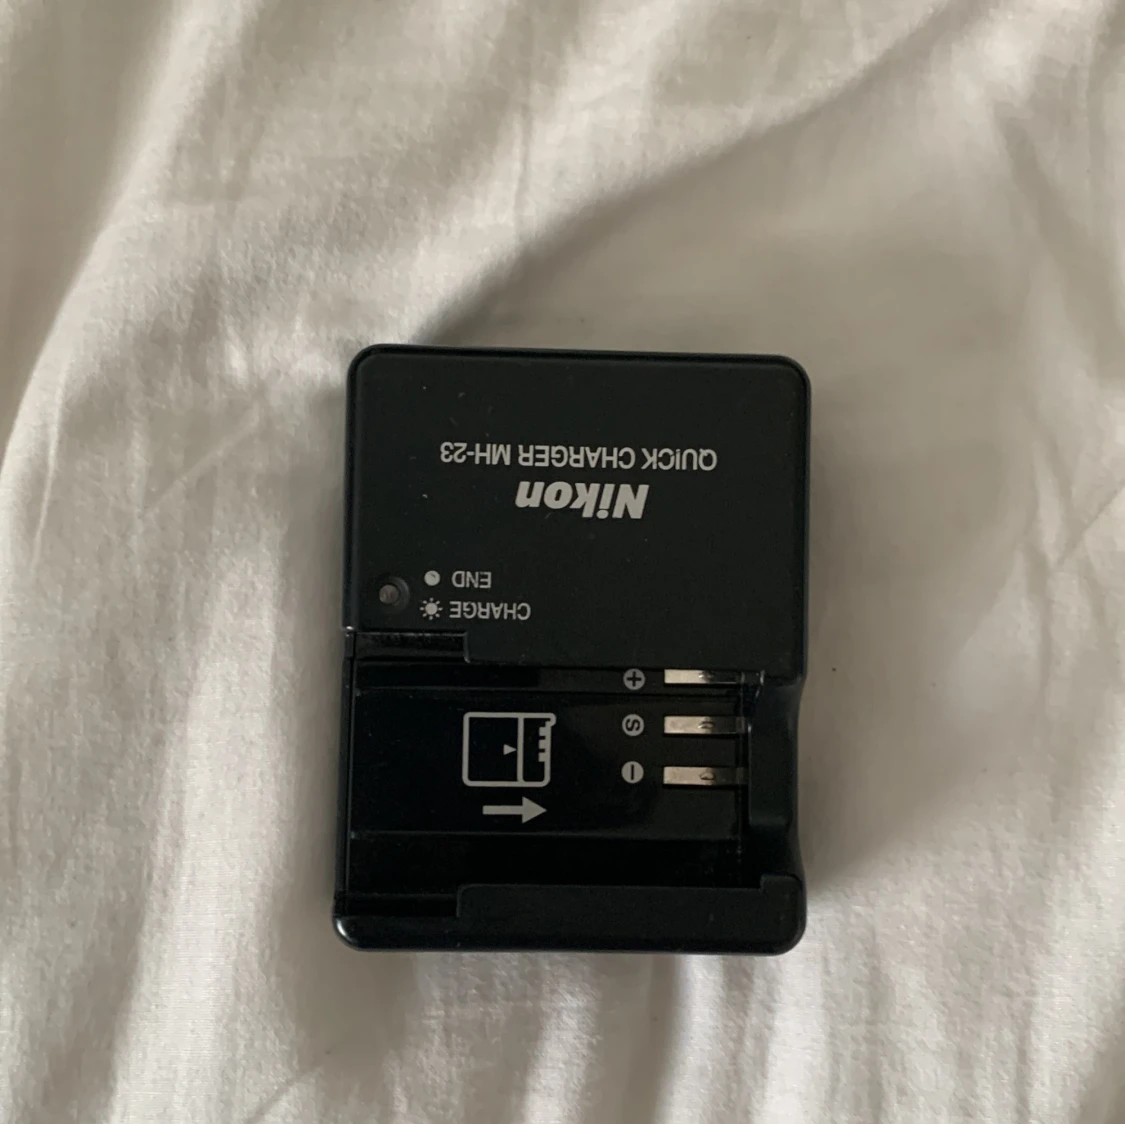 − S +
CHARGE
END
Nikon
QUICK CHARGER MH-23